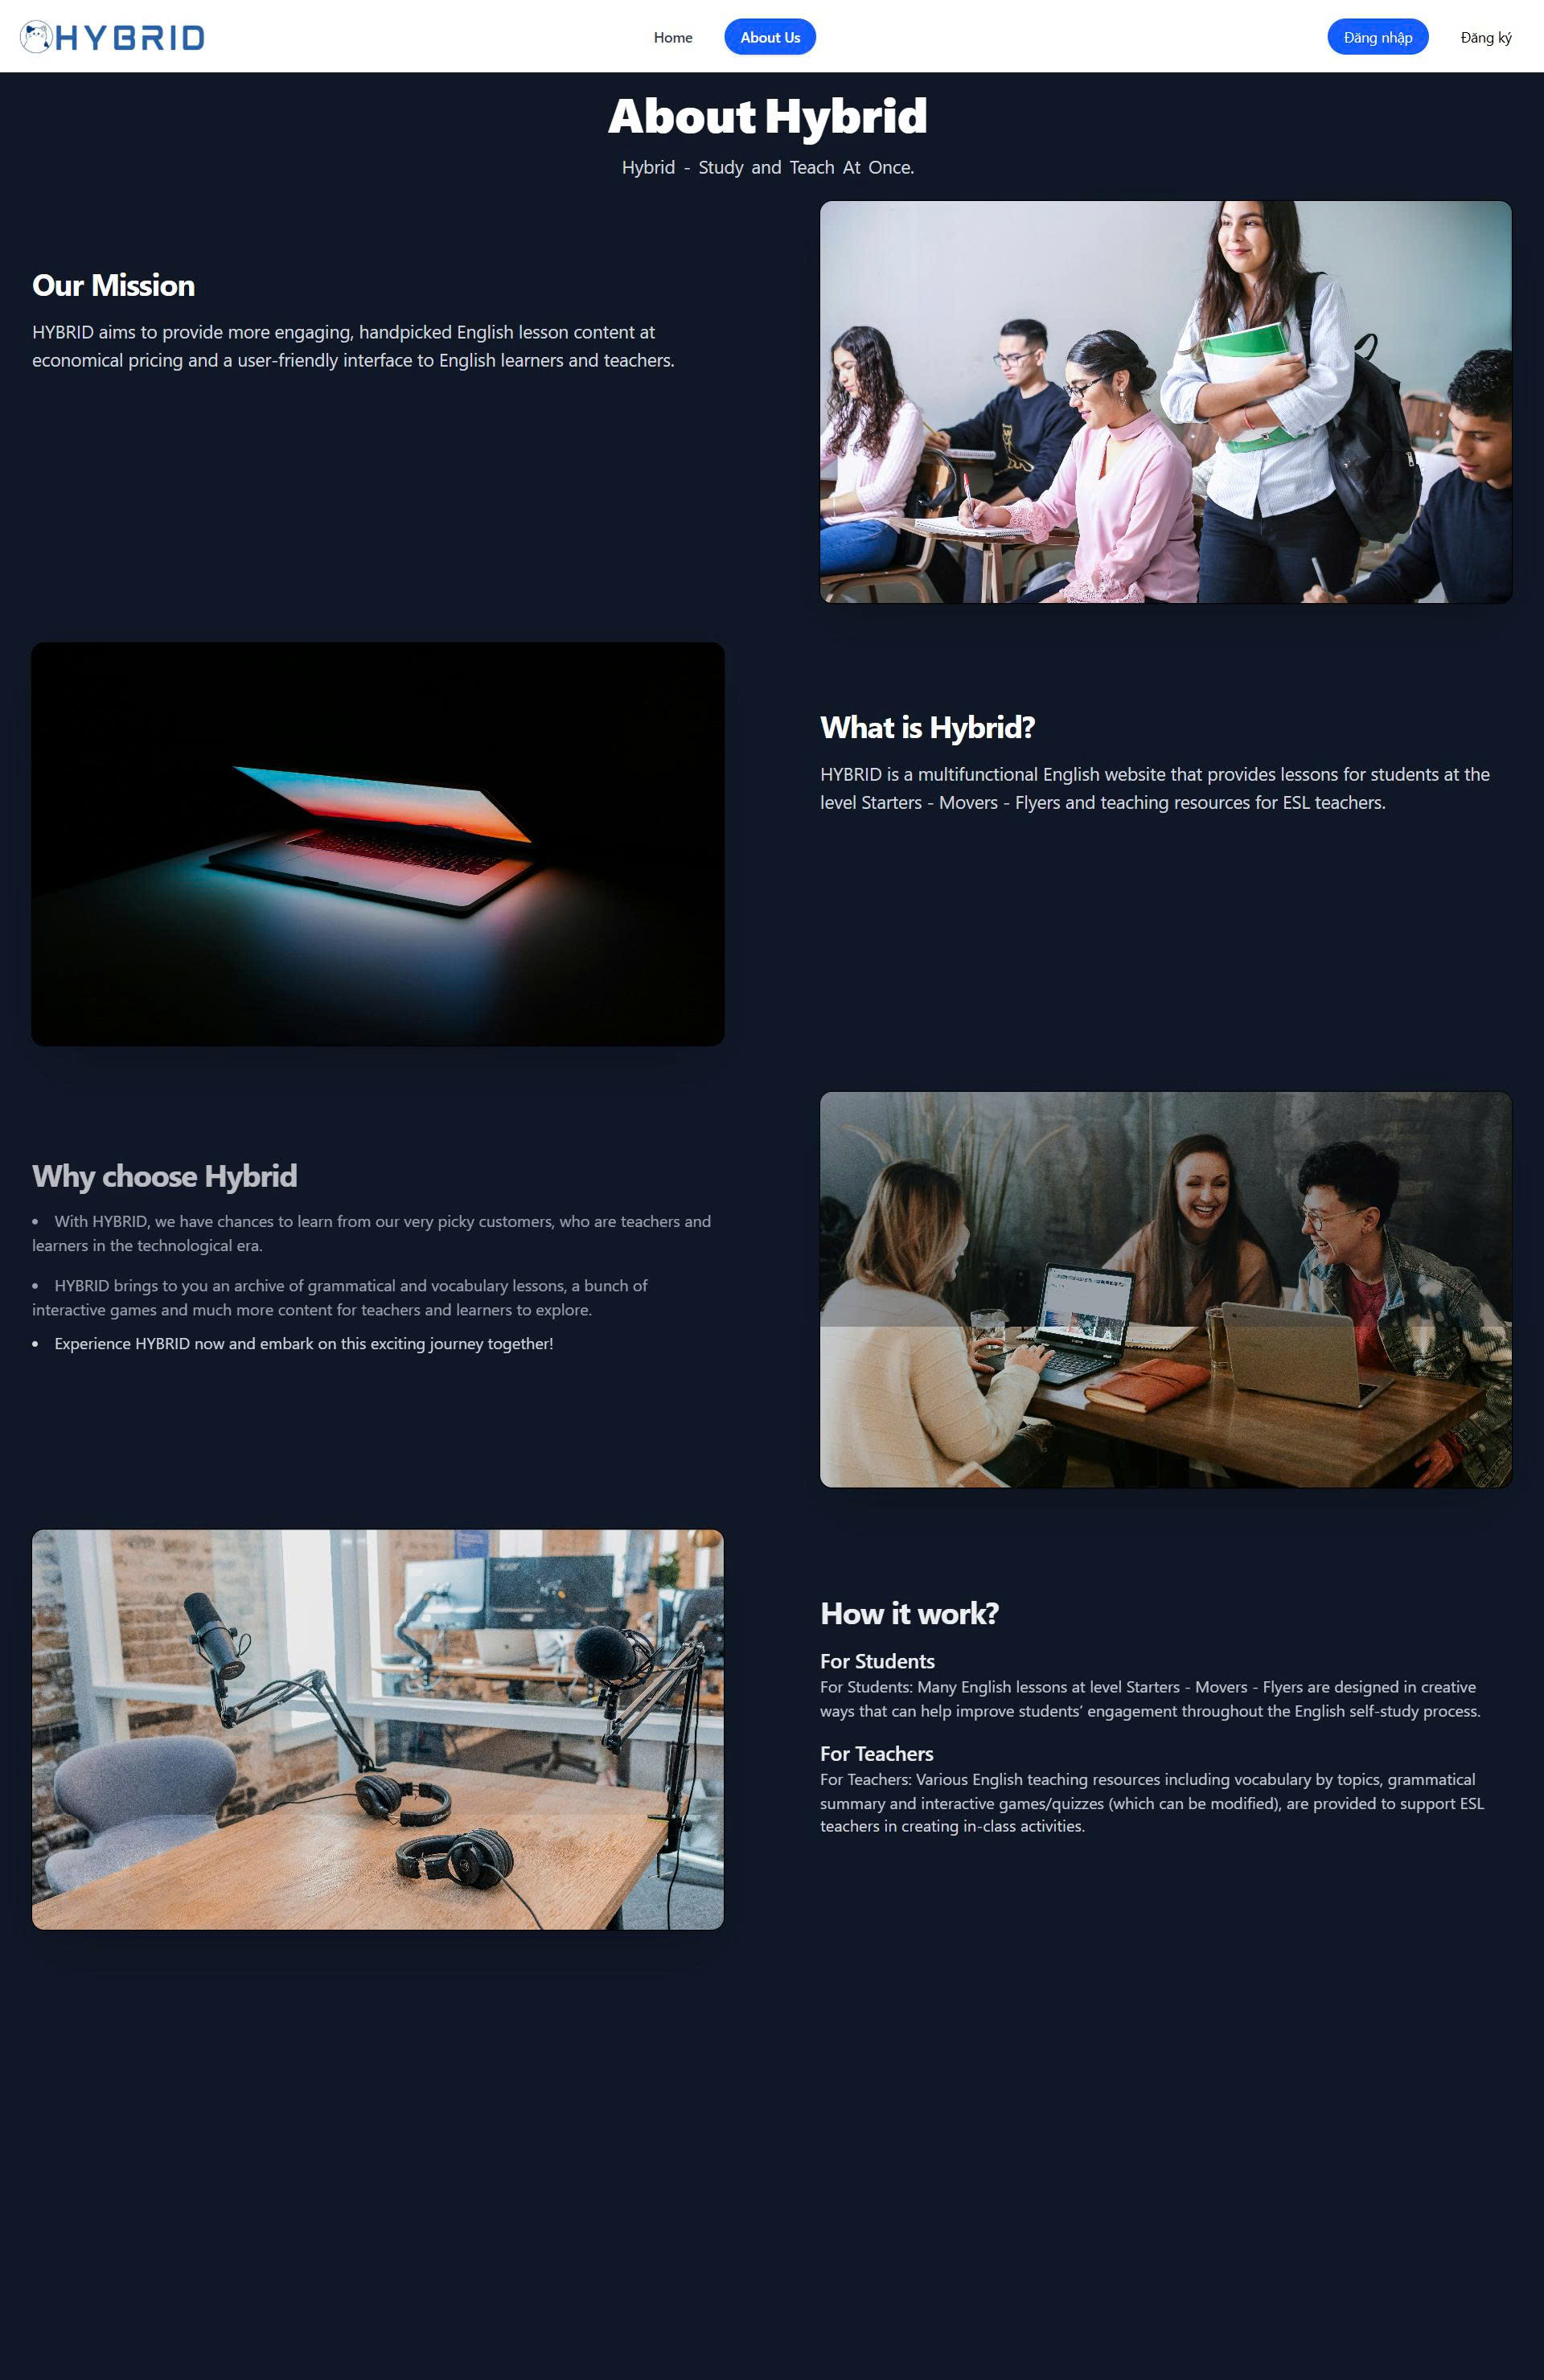 HYBRID
Home
About Us
Đăng nhập
Đăng ký
About Hybrid
Hybrid - Study and Teach At Once.
Our Mission
HYBRID aims to provide more engaging, handpicked English lesson content at
economical pricing and a user-friendly interface to English learners and teachers.
What is Hybrid?
HYBRID is a multifunctional English website that provides lessons for students at the
level Starters - Movers - Flyers and teaching resources for ESL teachers.
Why choose Hybrid
• With HYBRID, we have chances to learn from our very picky customers, who are teachers and
learners in the technological era.
• HYBRID brings to you an archive of grammatical and vocabulary lessons, a bunch of
interactive games and much more content for teachers and learners to explore.
• Experience HYBRID now and embark on this exciting journey together!
How it work?
For Students
For Students: Many English lessons at level Starters - Movers - Flyers are designed in creative
ways that can help improve students’ engagement throughout the English self-study process.
For Teachers
For Teachers: Various English teaching resources including vocabulary by topics, grammatical
summary and interactive games/quizzes (which can be modified), are provided to support ESL
teachers in creating in-class activities.